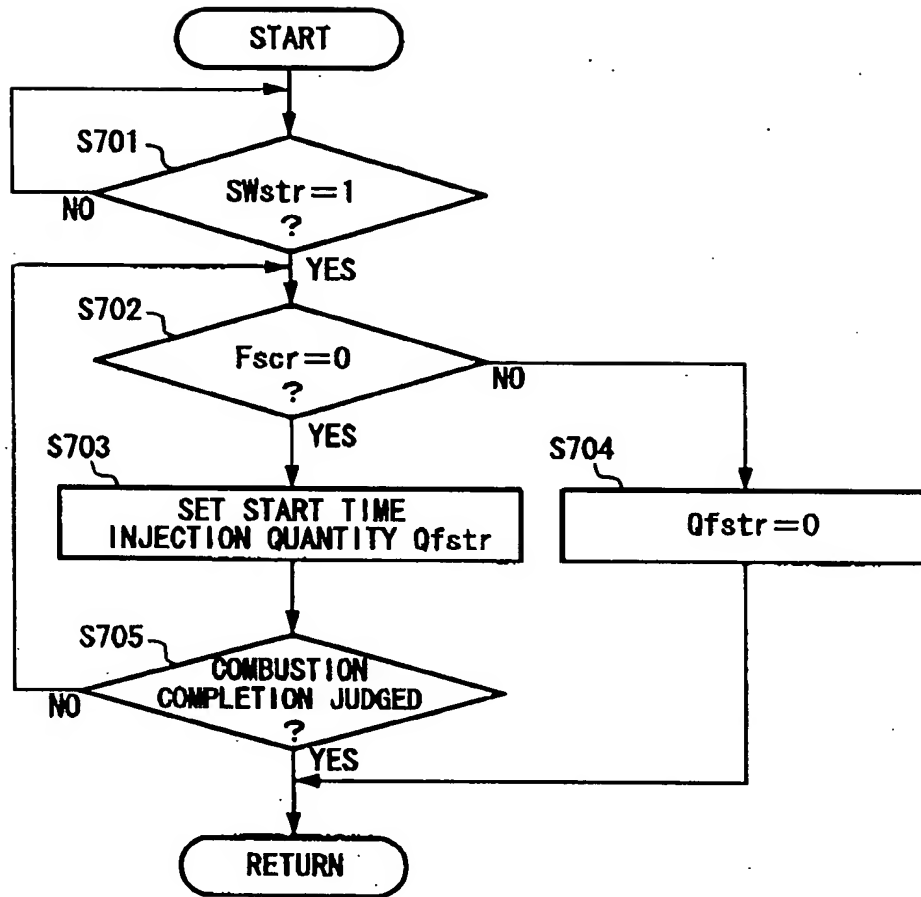 START
S701
SWstr=1
?
NO
YES
S702
Fscr=0
?
NO
YES
S703
SET START TIME
INJECTION QUANTITY Qfstr
S704
Qfstr=0
S705
COMBUSTION
COMPLETION JUDGED
?
NO
YES
RETURN